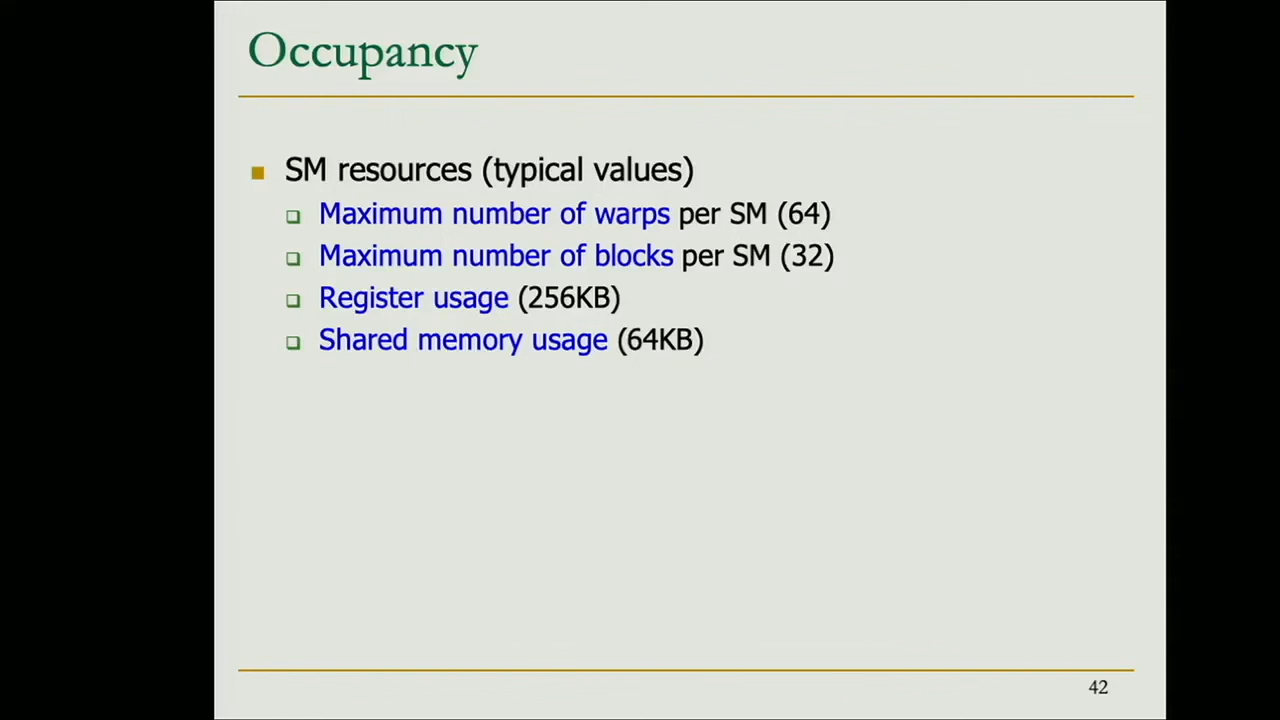 Occupancy
SM resources (typical values)
Maximum number of warps per SM (64)
Maximum number of blocks per SM (32)
Register usage (256KB)
Shared memory usage (64KB)
42